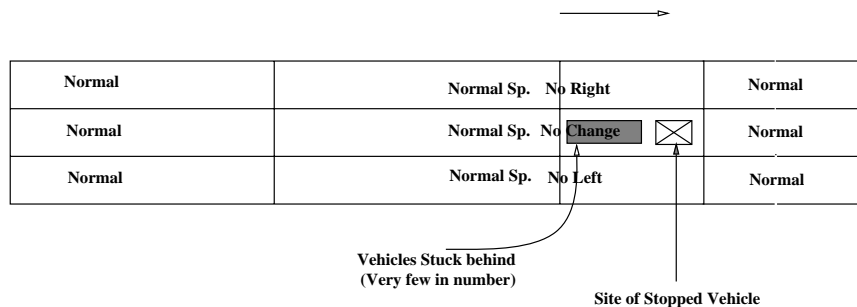 Normal Normal Sp. No Right Normal
Normal Normal Sp. No Change Normal
Normal Normal Sp. No Left Normal
Vehicles Stuck behind
(Very few in number)
Site of Stopped Vehicle